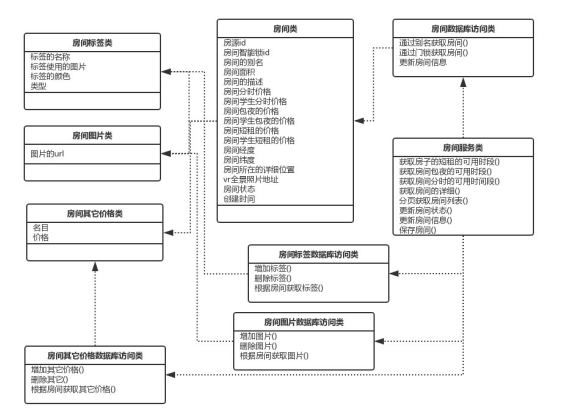 房间标签类
标签的名称
标签使用的图片
标签的颜色
类型
房间图片类
图片的url
房间其它价格类
名目
价格
房间其它价格数据库访问类
增加其它价格()
删除其它()
根据房间获取其它价格()
房间类
房源id
房间智能锁id
房间的别名
房间面积
房间的描述
房间分时价格
房间学生分时价格
房间包夜的价格
房间学生包夜的价格
房间短租的价格
房间学生短租的价格
房间经度
房间纬度
房间所在的详细位置
vr全景照片地址
房间状态
创建时间
房间标签数据库访问类
增加标签()
删除标签()
根据房间获取标签()
房间图片数据库访问类
增加图片()
删除图片()
根据房间获取图片()
房间数据库访问类
通过别名获取房间()
通过门锁获取房间()
更新房间信息
房间服务类
获取房子的短租的可用时段()
获取房间包夜的可用时段()
获取房间分时的可用时间段()
获取房间的详细()
分页获取房间列表()
更新房间状态()
更新房间信息()
保存房间()